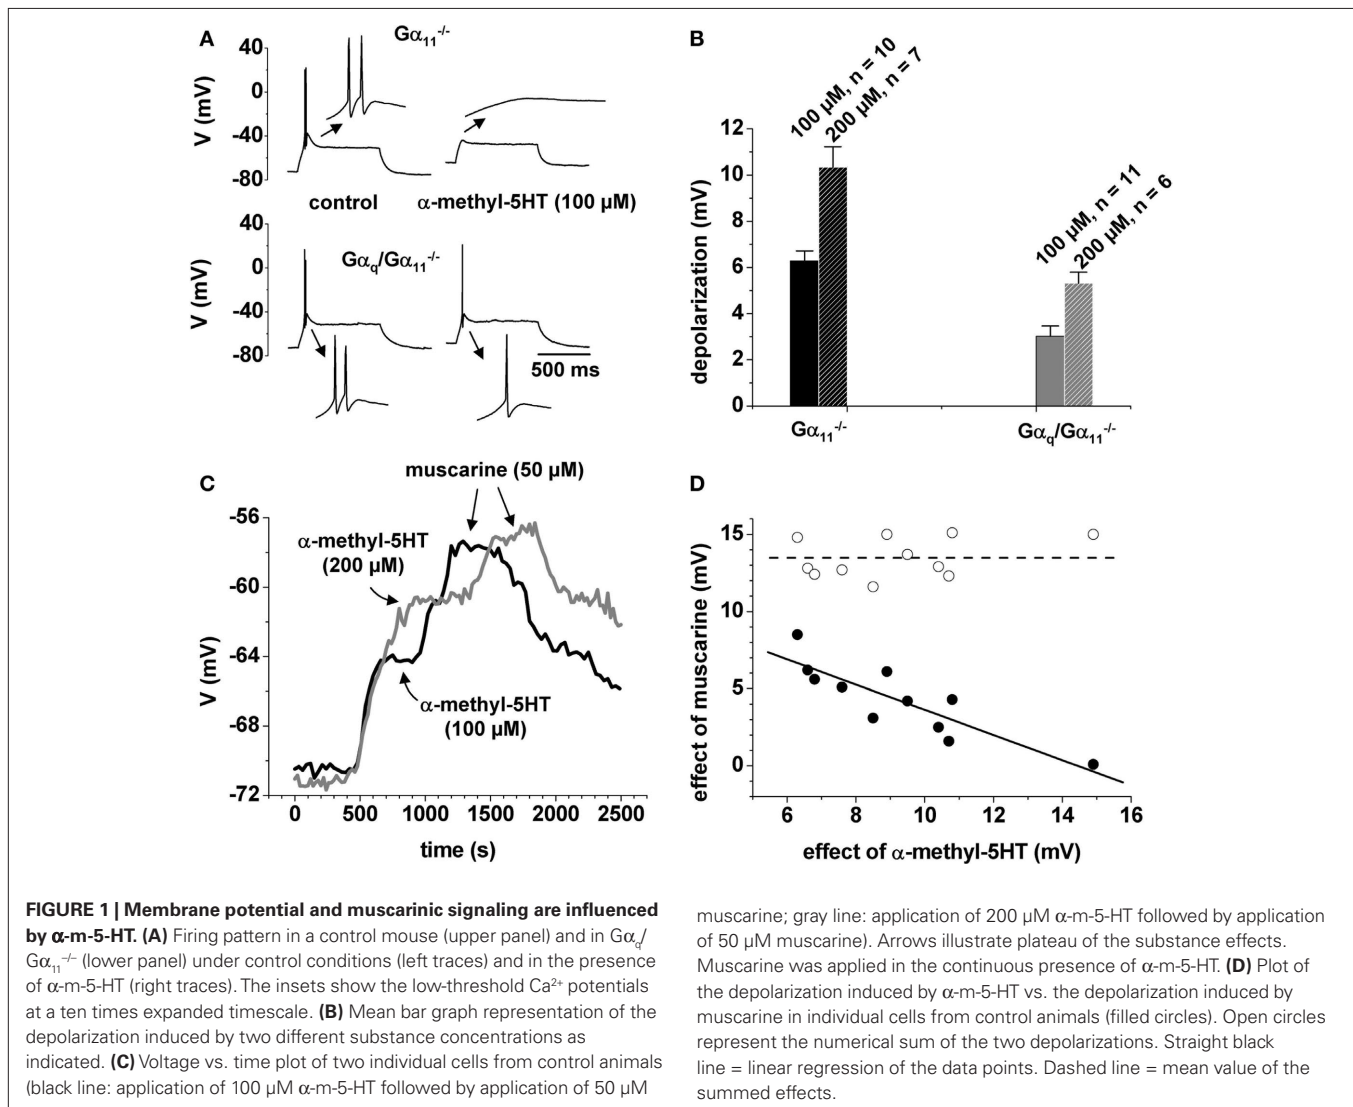 A
Gα11-/-
40
0
-40
-80
V (mV)
control
α-methyl-5HT (100 µM)
40
0
-40
-80
V (mV)
Gαq/Gα11-/-
500 ms
B
100 µM, n = 10
200 µM, n = 7
100 µM, n = 11
200 µM, n = 6
12
10
8
6
4
2
0
depolarization (mV)
Gα11-/-
Gαq/Gα11-/-
C
muscarine (50 µM)
α-methyl-5HT
(200 µM)
α-methyl-5HT
(100 µM)
-56
-60
-64
-68
-72
V (mV)
0
500
1000
1500
2000
2500
time (s)
D
15
10
5
0
effect of muscarine (mV)
6
8
10
12
14
16
effect of α-methyl-5HT (mV)
FIGURE 1 | Membrane potential and muscarinic signaling are influenced
by α-m-5-HT. (A) Firing pattern in a control mouse (upper panel) and in Gαq/
Gα11−/− (lower panel) under control conditions (left traces) and in the presence
of α-m-5-HT (right traces). The insets show the low-threshold Ca2+ potentials
at a ten times expanded timescale. (B) Mean bar graph representation of the
depolarization induced by two different substance concentrations as
indicated. (C) Voltage vs. time plot of two individual cells from control animals
(black line: application of 100 µM α-m-5-HT followed by application of 50 µM
muscarine; gray line: application of 200 µM α-m-5-HT followed by application
of 50 µM muscarine). Arrows illustrate plateau of the substance effects.
Muscarine was applied in the continuous presence of α-m-5-HT. (D) Plot of
the depolarization induced by α-m-5-HT vs. the depolarization induced by
muscarine in individual cells from control animals (filled circles). Open circles
represent the numerical sum of the two depolarizations. Straight black
line = linear regression of the data points. Dashed line = mean value of the
summed effects.